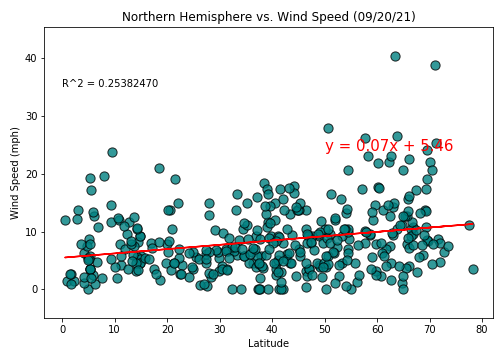 Northern Hemisphere vs. Wind Speed (09/20/21)
40
R^2 = 0.25382470
30
y = 0.07x + 5.46
20
10
0
Wind Speed (mph)
0 10 20 30 40 50 60 70 80
Latitude